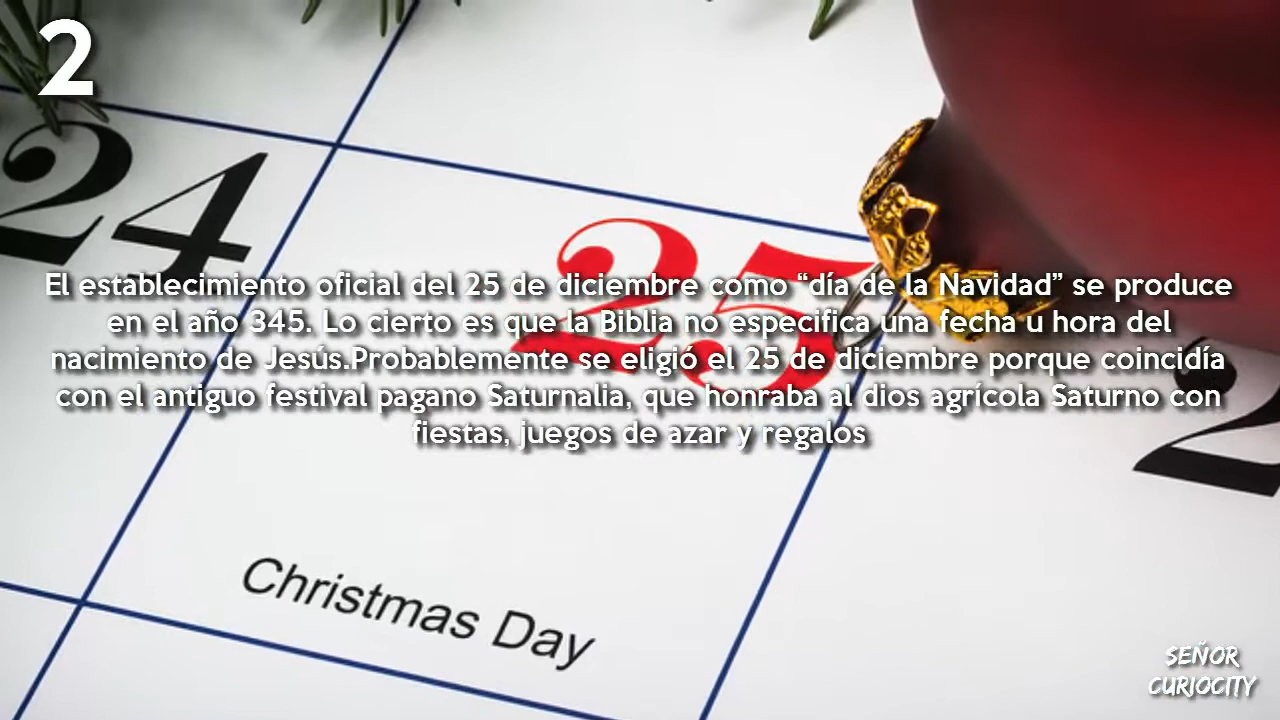 2
24
25
El establecimiento oficial del 25 de diciembre como “día de la Navidad” se produce
en el año 345. Lo cierto es que la Biblia no especifica una fecha u hora del
nacimiento de Jesús.Probablemente se eligió el 25 de diciembre porque coincidía
con el antiguo festival pagano Saturnalia, que honraba al dios agrícola Saturno con
fiestas, juegos de azar y regalos
2
Christmas Day
SEÑOR
CURIOCITY